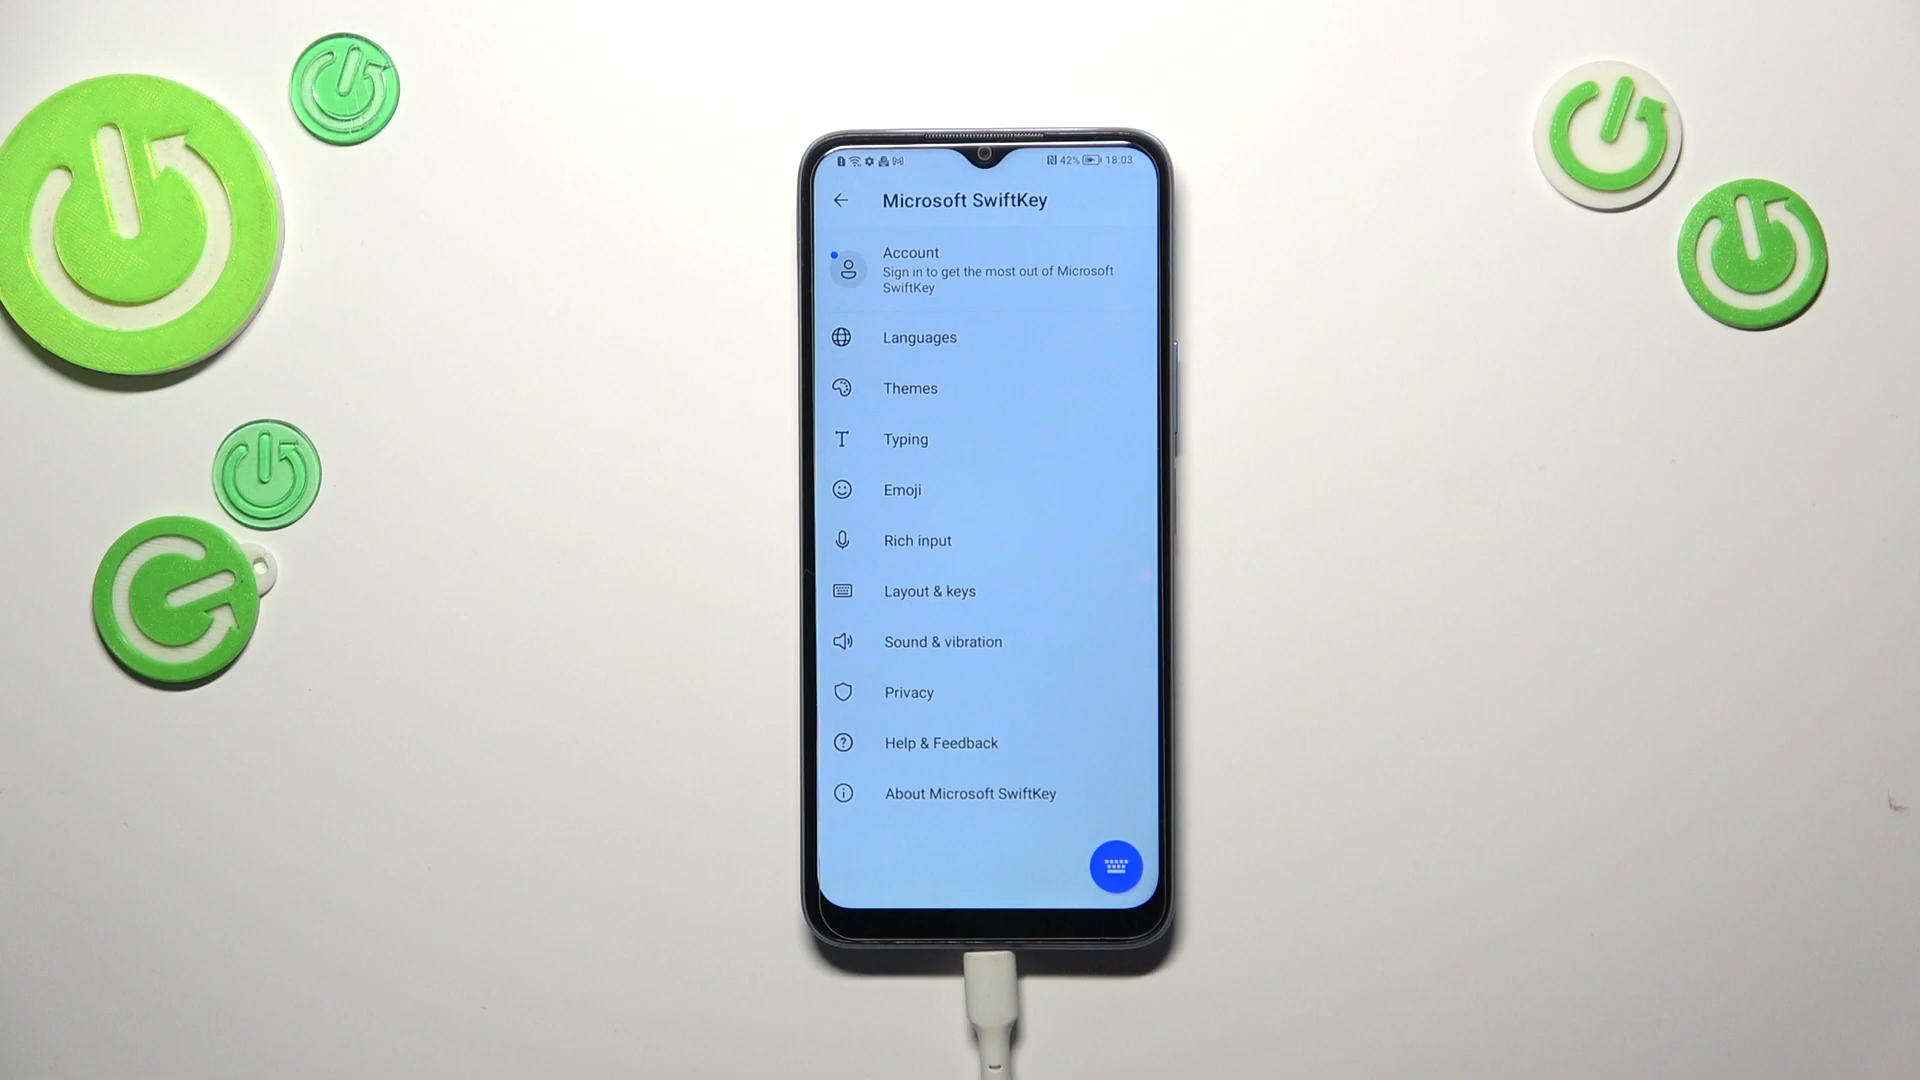 42% 18:03
Microsoft SwiftKey
Account
Sign in to get the most out of Microsoft
SwiftKey
Languages
Themes
Typing
Emoji
Rich input
Layout & keys
Sound & vibration
Privacy
Help & Feedback
About Microsoft SwiftKey